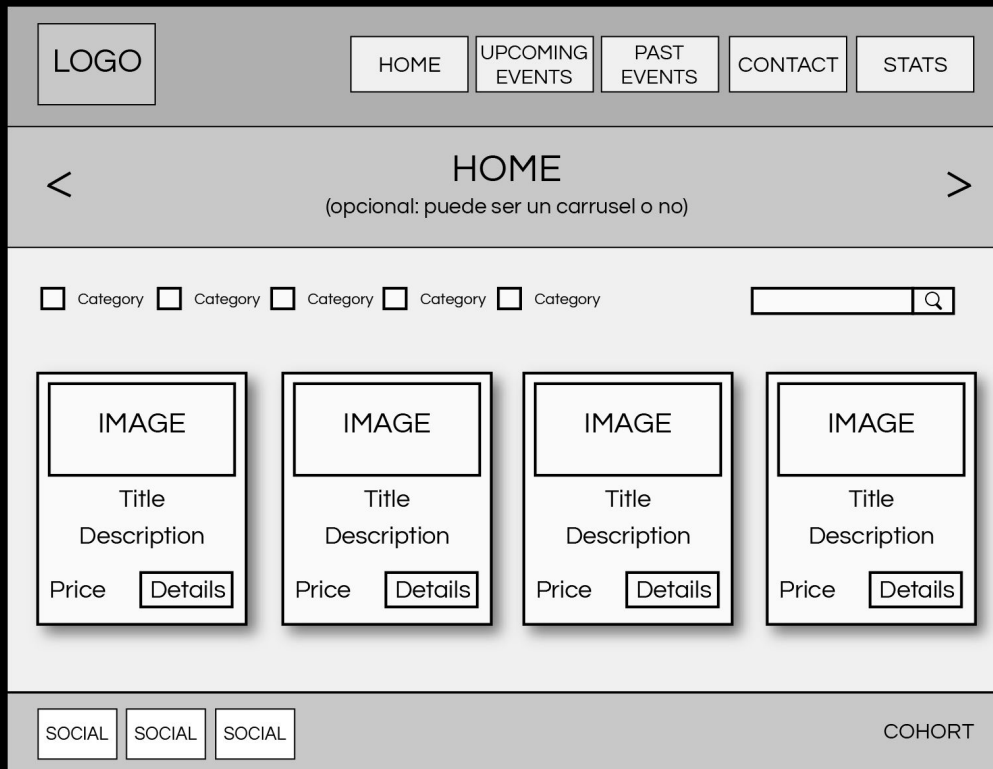 LOGO
HOME
UPCOMING
EVENTS
PAST
EVENTS
CONTACT
STATS
<
HOME
(opcional: puede ser un carrusel o no)
>
Category
Category
Category
Category
Category
IMAGE
Title
Description
Price
Details
IMAGE
Title
Description
Price
Details
IMAGE
Title
Description
Price
Details
IMAGE
Title
Description
Price
Details
SOCIAL
SOCIAL
SOCIAL
COHORT